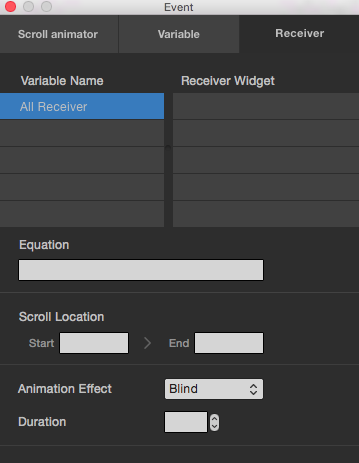 Event
Scroll animator Variable Receiver
Variable Name Receiver Widget
All Receiver
Equation
Scroll Location
Start End
Animation Effect Blind
Duration